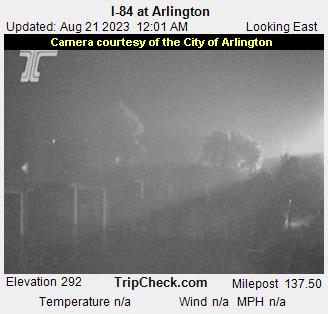 I-84 at Arlington
Updated: Aug 21 2023 12:01 AM Looking East
Camera courtesy of the City of Arlington
Elevation 292 TripCheck.com Milepost 137.50
Temperature n/a Wind n/a MPH n/a